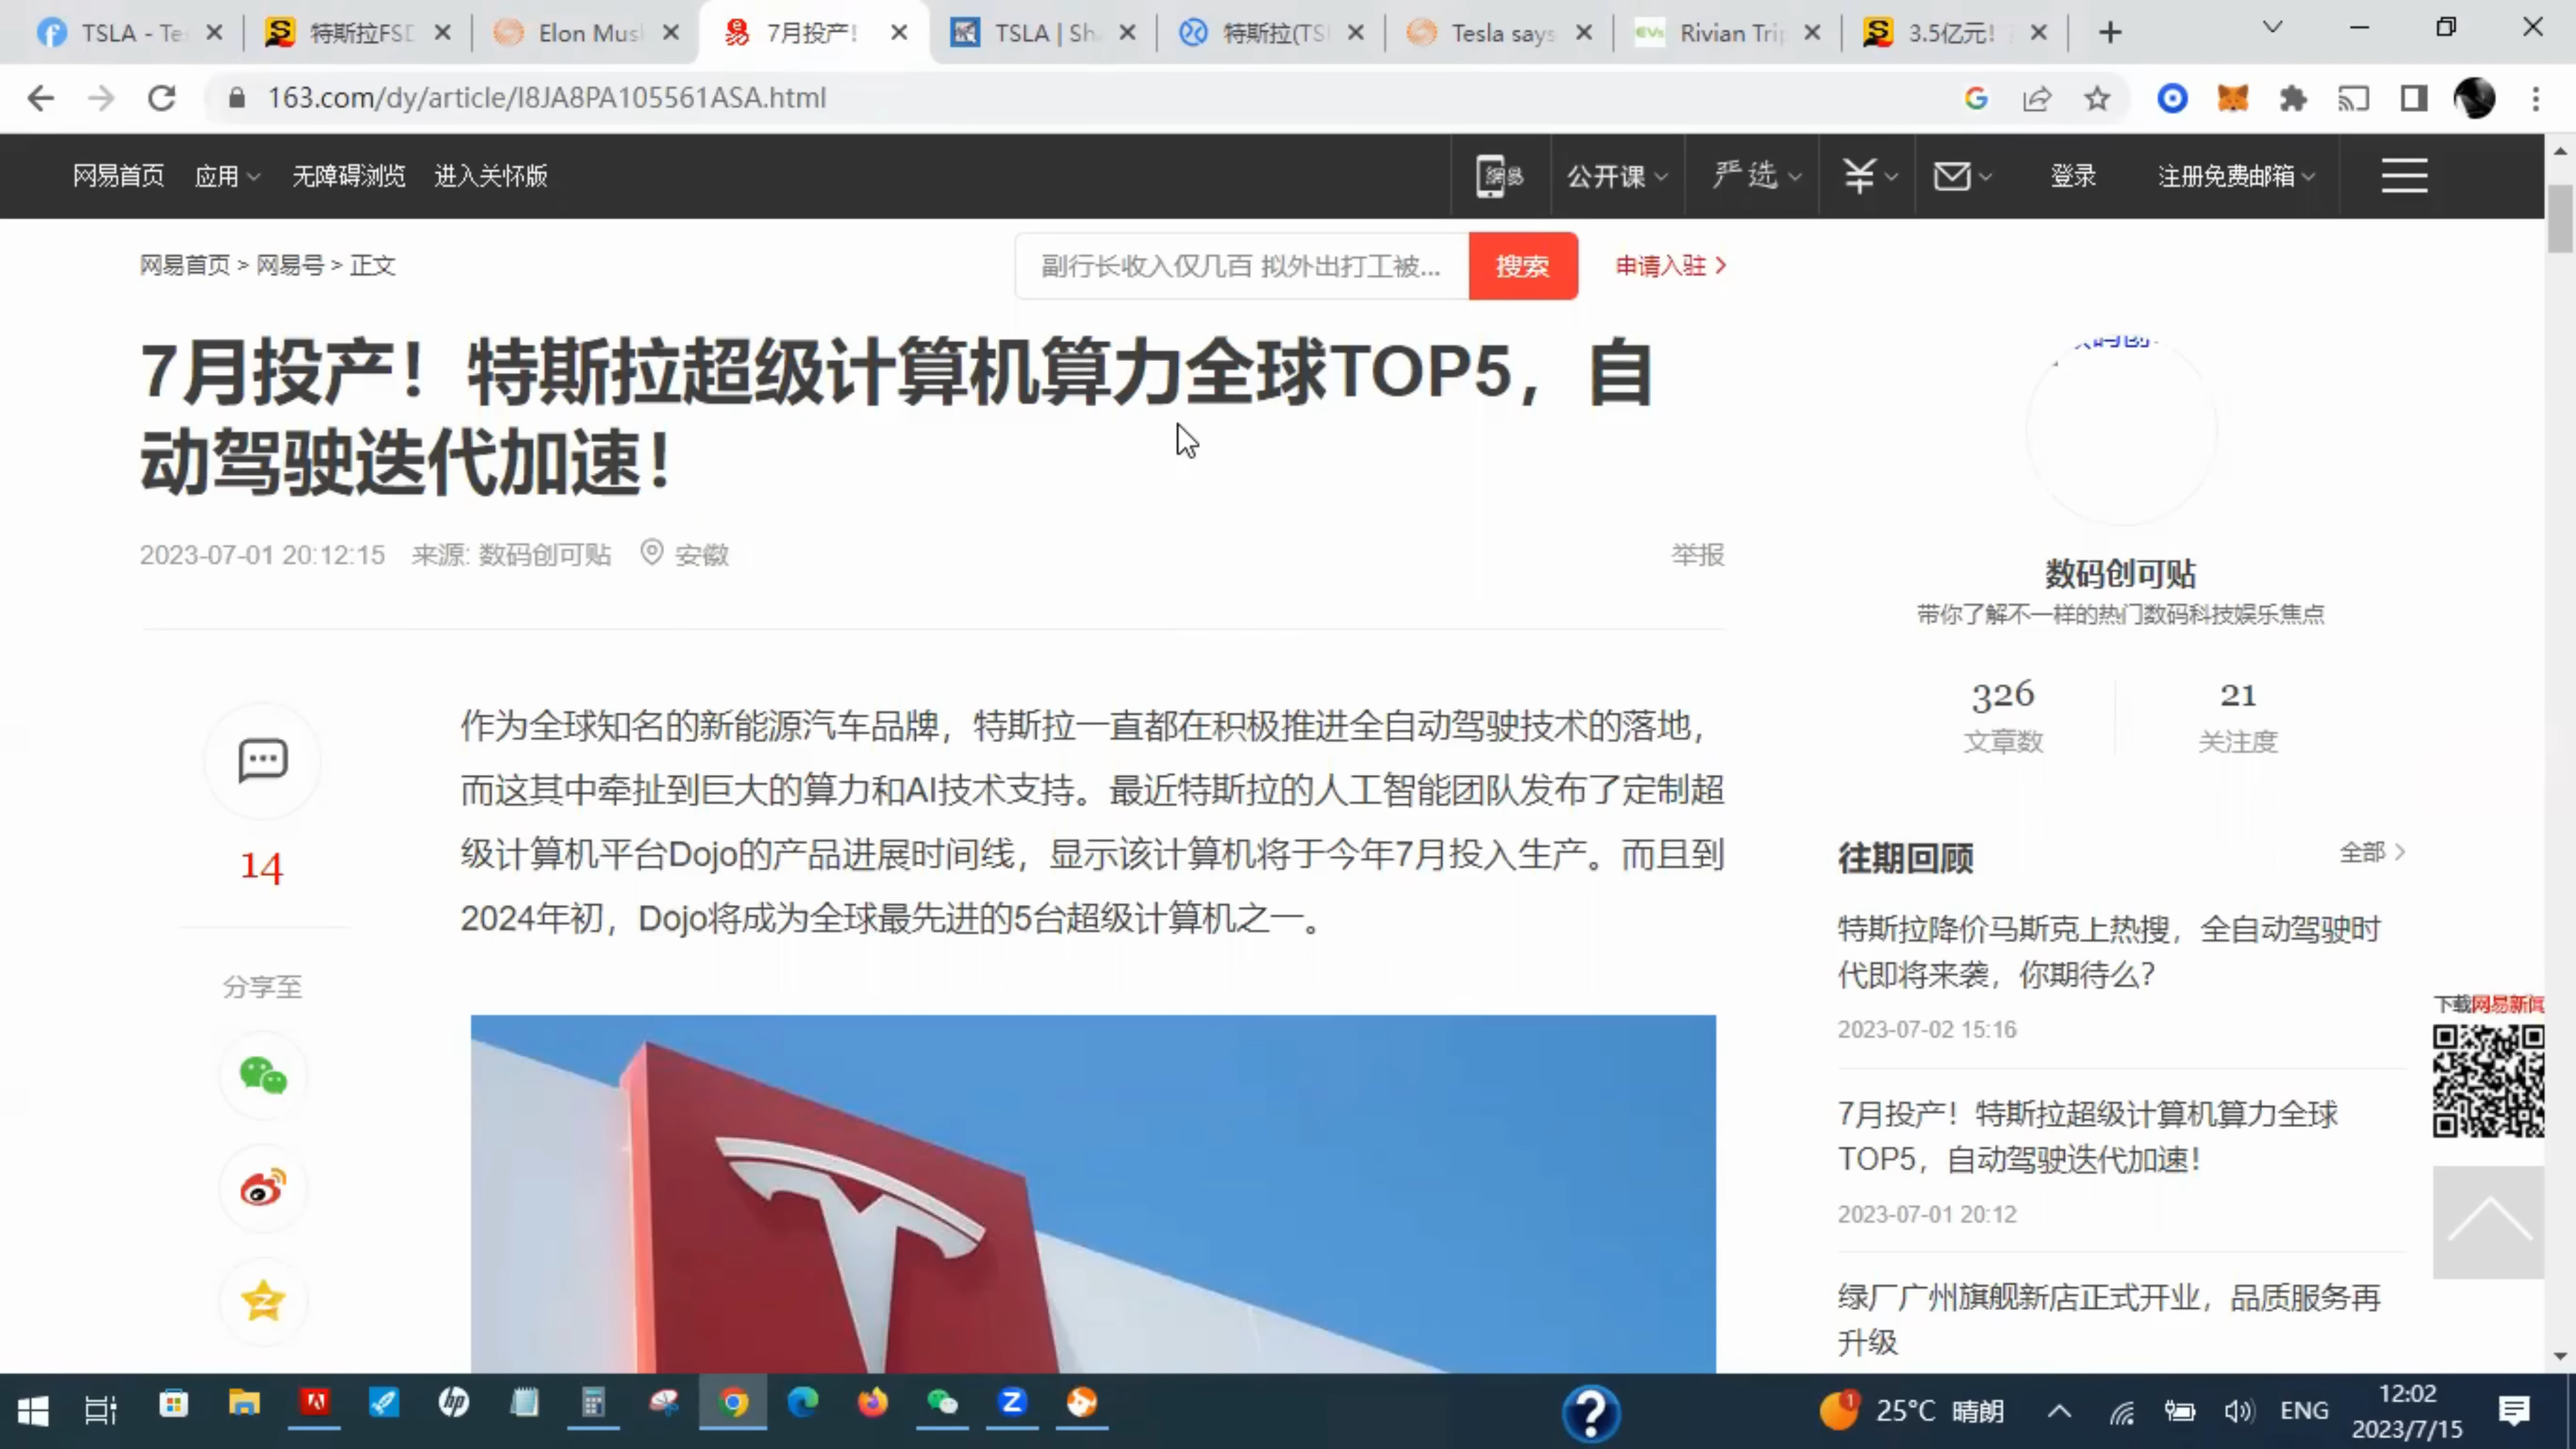 TSLA - Te
特斯拉FSD
Elon Musk
7月投产!
TSLA | Sh
特斯拉(TS
Tesla says
Rivian Trip
3.5亿元!
163.com/dy/article/I8JA8PA105561ASA.html
网易首页 应用 无障碍浏览 进入关怀版
網易 公开课 严选 登录 注册免费邮箱
网易首页 > 网易号 > 正文
副行长收入仅几百 拟外出打工被... 搜索 申请入驻 >
7月投产！特斯拉超级计算机算力全球TOP5，自
动驾驶迭代加速！
2023-07-01 20:12:15 来源: 数码创可贴 安徽 举报
作为全球知名的新能源汽车品牌，特斯拉一直都在积极推进全自动驾驶技术的落地，
而这其中牵扯到巨大的算力和AI技术支持。最近特斯拉的人工智能团队发布了定制超
级计算机平台Dojo的产品进展时间线，显示该计算机将于今年7月投入生产。而且到
2024年初，Dojo将成为全球最先进的5台超级计算机之一。
14
分享至
数码创可贴
带你了解不一样的热门数码科技娱乐焦点
326 21
文章数 关注度
往期回顾 全部 >
特斯拉降价马斯克上热搜，全自动驾驶时
代即将来袭，你期待么？
2023-07-02 15:16
7月投产！特斯拉超级计算机算力全球
TOP5，自动驾驶迭代加速！
2023-07-01 20:12
绿厂广州旗舰新店正式开业，品质服务再
升级
下载网易新闻
25°C 晴朗 ENG
12:02
2023/7/15